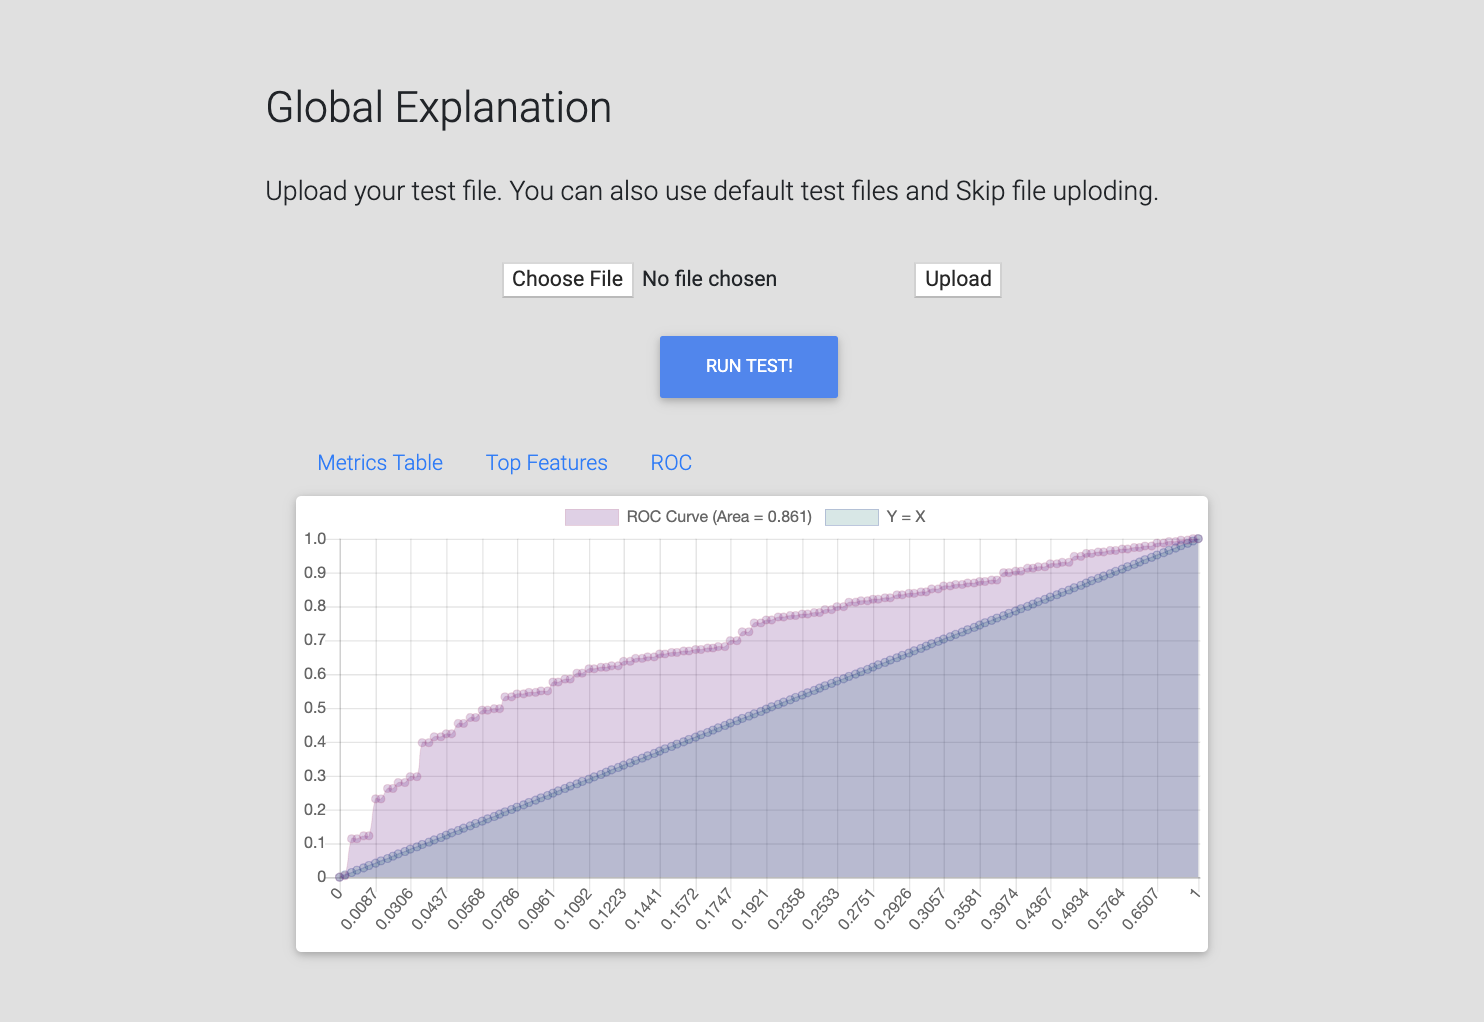 Global Explanation
Upload your test file. You can also use default test files and Skip file uploding.
Choose File No file chosen Upload
RUN TEST!
Metrics Table Top Features ROC
ROC Curve (Area = 0.861) Y = X
1.0
0.9
0.8
0.7
0.6
0.5
0.4
0.3
0.2
0.1
0
0 0.0087 0.0306 0.0437 0.0568 0.0786 0.0961 0.1092 0.1223 0.1441 0.1572 0.1747 0.1921 0.2358 0.2533 0.2751 0.2926 0.3057 0.3581 0.3974 0.4367 0.4934 0.5764 0.6507 1